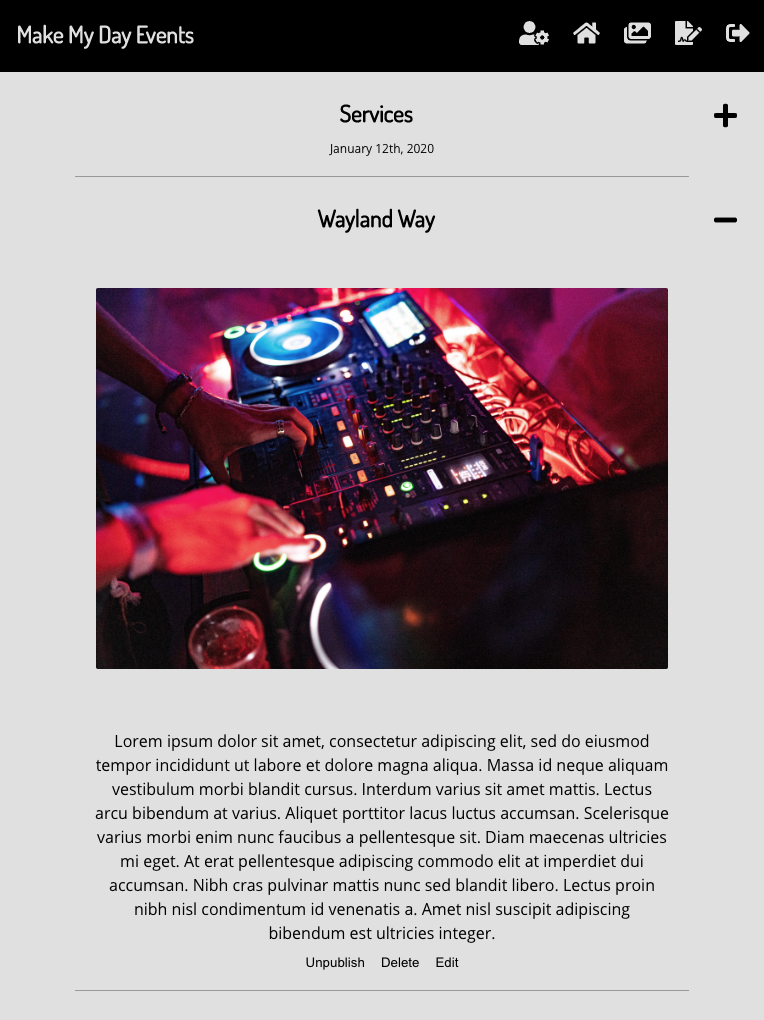 Make My Day Events
Services
January 12th, 2020
Wayland Way
Lorem ipsum dolor sit amet, consectetur adipiscing elit, sed do eiusmod
tempor incididunt ut labore et dolore magna aliqua. Massa id neque aliquam
vestibulum morbi blandit cursus. Interdum varius sit amet mattis. Lectus
arcu bibendum at varius. Aliquet porttitor lacus luctus accumsan. Scelerisque
varius morbi enim nunc faucibus a pellentesque sit. Diam maecenas ultricies
mi eget. At erat pellentesque adipiscing commodo elit at imperdiet dui
accumsan. Nibh cras pulvinar mattis nunc sed blandit libero. Lectus proin
nibh nisl condimentum id venenatis a. Amet nisl suscipit adipiscing
bibendum est ultricies integer.
Unpublish Delete Edit